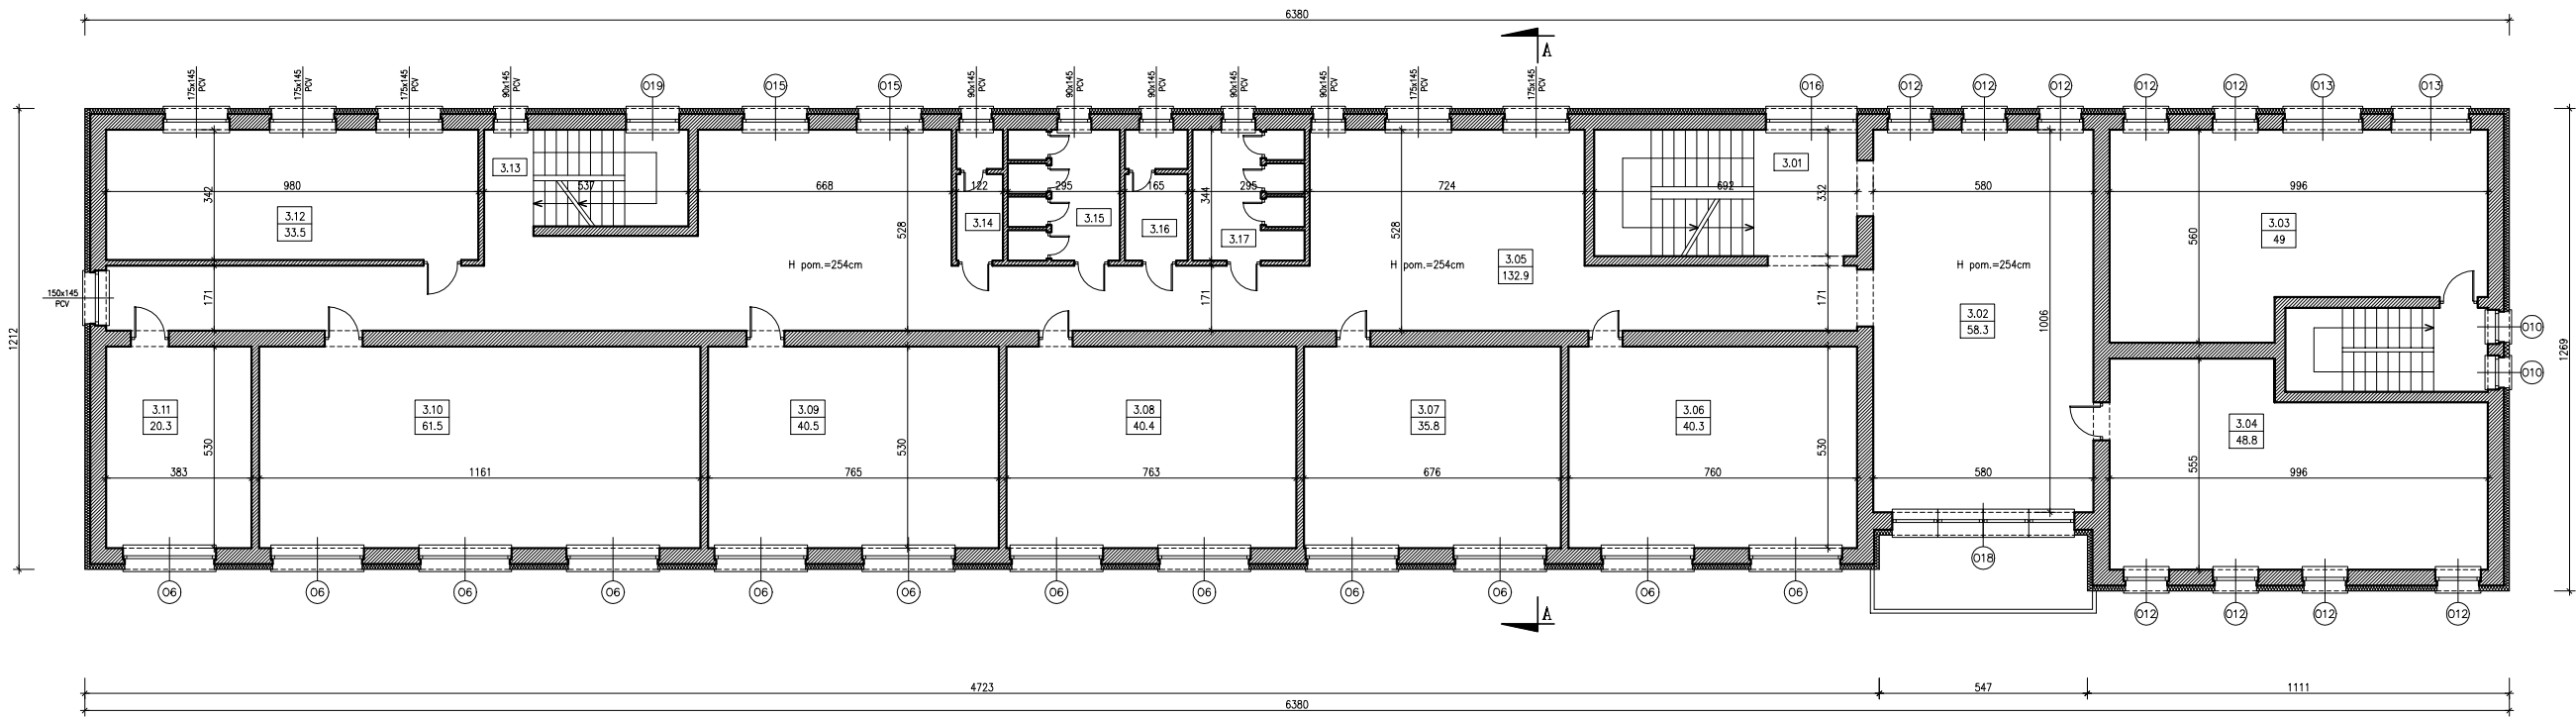 6380
A
175x145
PCV
175x145
PCV
175x145
PCV
90x145
PCV
O19
O15
O15
90x145
PCV
90x145
PCV
90x145
PCV
90x145
PCV
90x145
PCV
175x145
PCV
175x145
PCV
O16
O12
O12
O12
O12
O12
O13
O13
3.13
3.01
980
537
668
122
295
165
295
724
692
580
996
342
528
344
528
332
560
3.12
33.5
3.14
3.15
3.16
3.17
3.03
49
H pom.=254cm
H pom.=254cm
H pom.=254cm
3.05
132.9
150x145
PCV
171
171
171
1212
3.02
58.3
1006
O10
O10
1269
3.11
20.3
3.10
61.5
3.09
40.5
3.08
40.4
3.07
35.8
3.06
40.3
3.04
48.8
530
530
530
555
383
1161
765
763
676
760
580
996
O18
O6
O6
O6
O6
O6
O6
O6
O6
O6
O6
O6
O6
O12
O12
O12
O12
A
4723
547
1111
6380